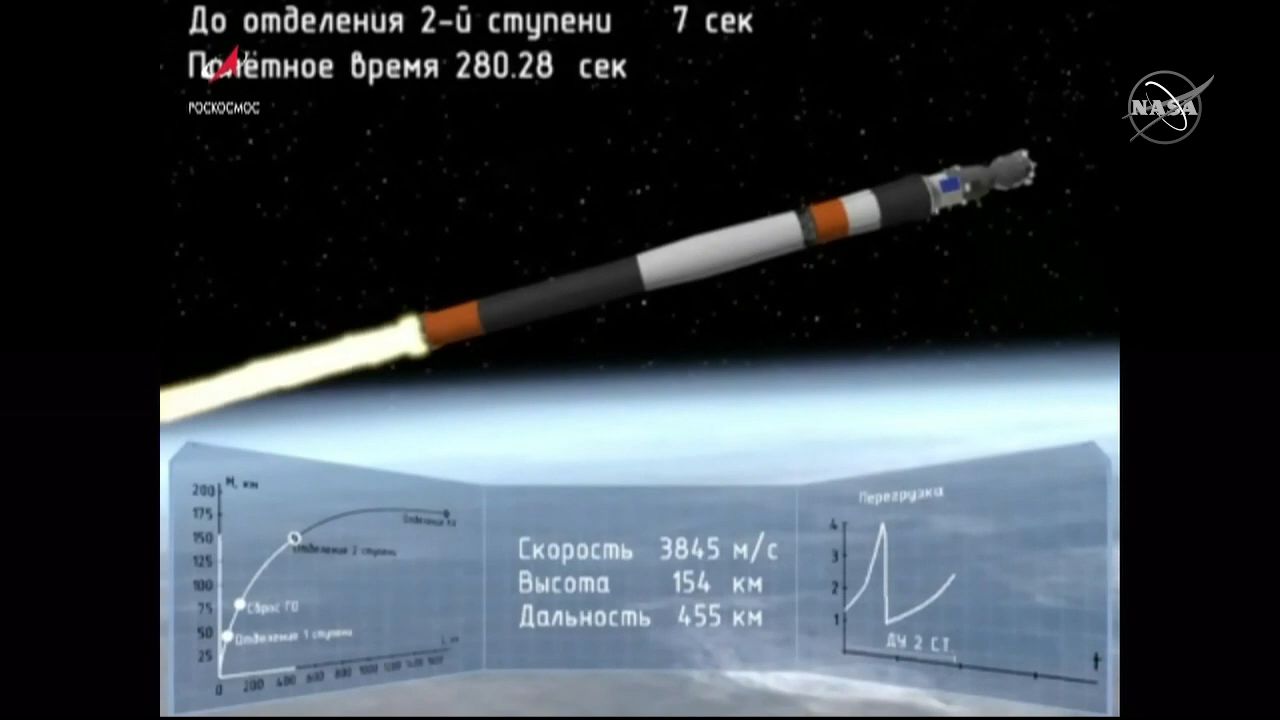 До отделения 2-й ступени 7 сек
Полётное время 280.28 сек
РОСКОСМОС
NASA
200
175
150
125
100
75
50
25
км
Отделение 2 ступени
Сброс ГО
Отделение 1 ступени
0 200 400 600 800 1000 1200 1400
Скорость 3845 м/с
Высота 154 км
Дальность 455 км
Перегрузка
4
3
2
1
ДУ 2 СТ.
t